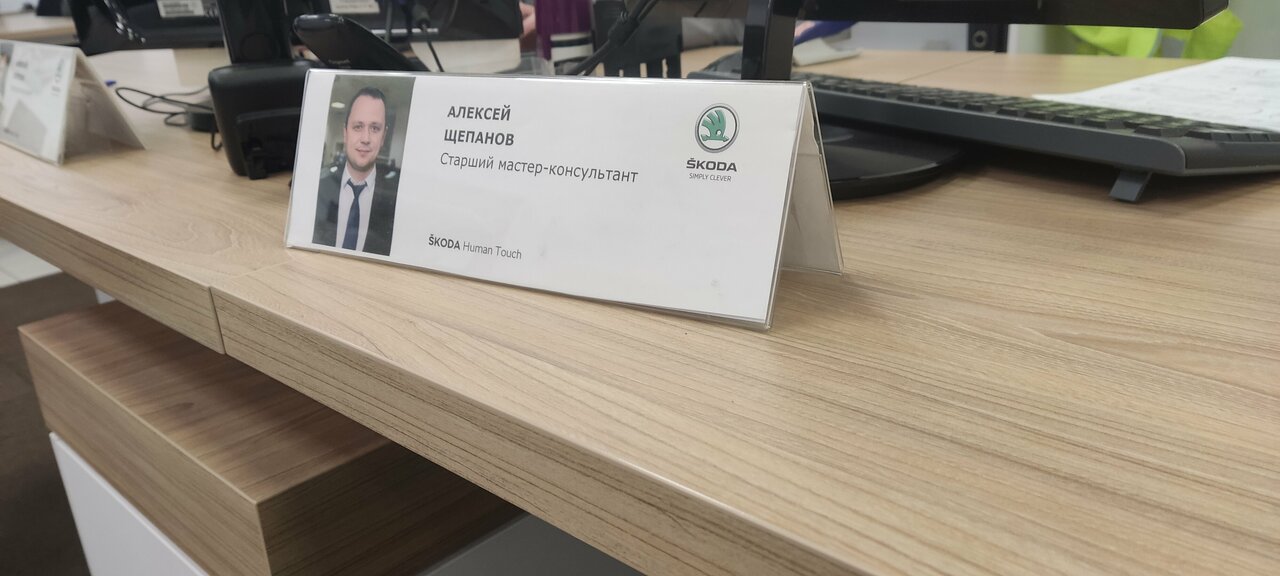 АЛЕКСЕЙ
ЩЕПАНОВ
Старший мастер-консультант
ŠKODA
SIMPLY CLEVER
ŠKODA Human Touch